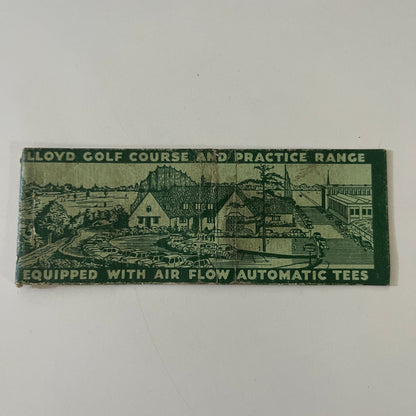 LLOYD GOLF COURSE AND PRACTICE RANGE
EQUIPPED WITH AIR FLOW AUTOMATIC TEES